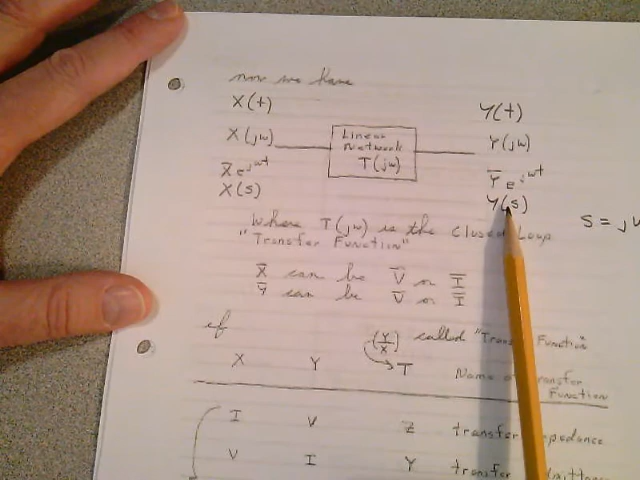 now we have
X(t) Y(t)
X(jω) Linear Network T(jω) Y(jω)
X̅ e^jωt Y̅ e^jωt
X(s) Y(s) S = jω
Where T(jω) is the Closed Loop
"Transfer Function"
X̅ can be V̅ or I̅
Y̅ can be V̅ or I̅
if (Y/X) called "Transfer Function"
X Y T Name of Transfer
Function
I V Z transfer
V I Y transfer